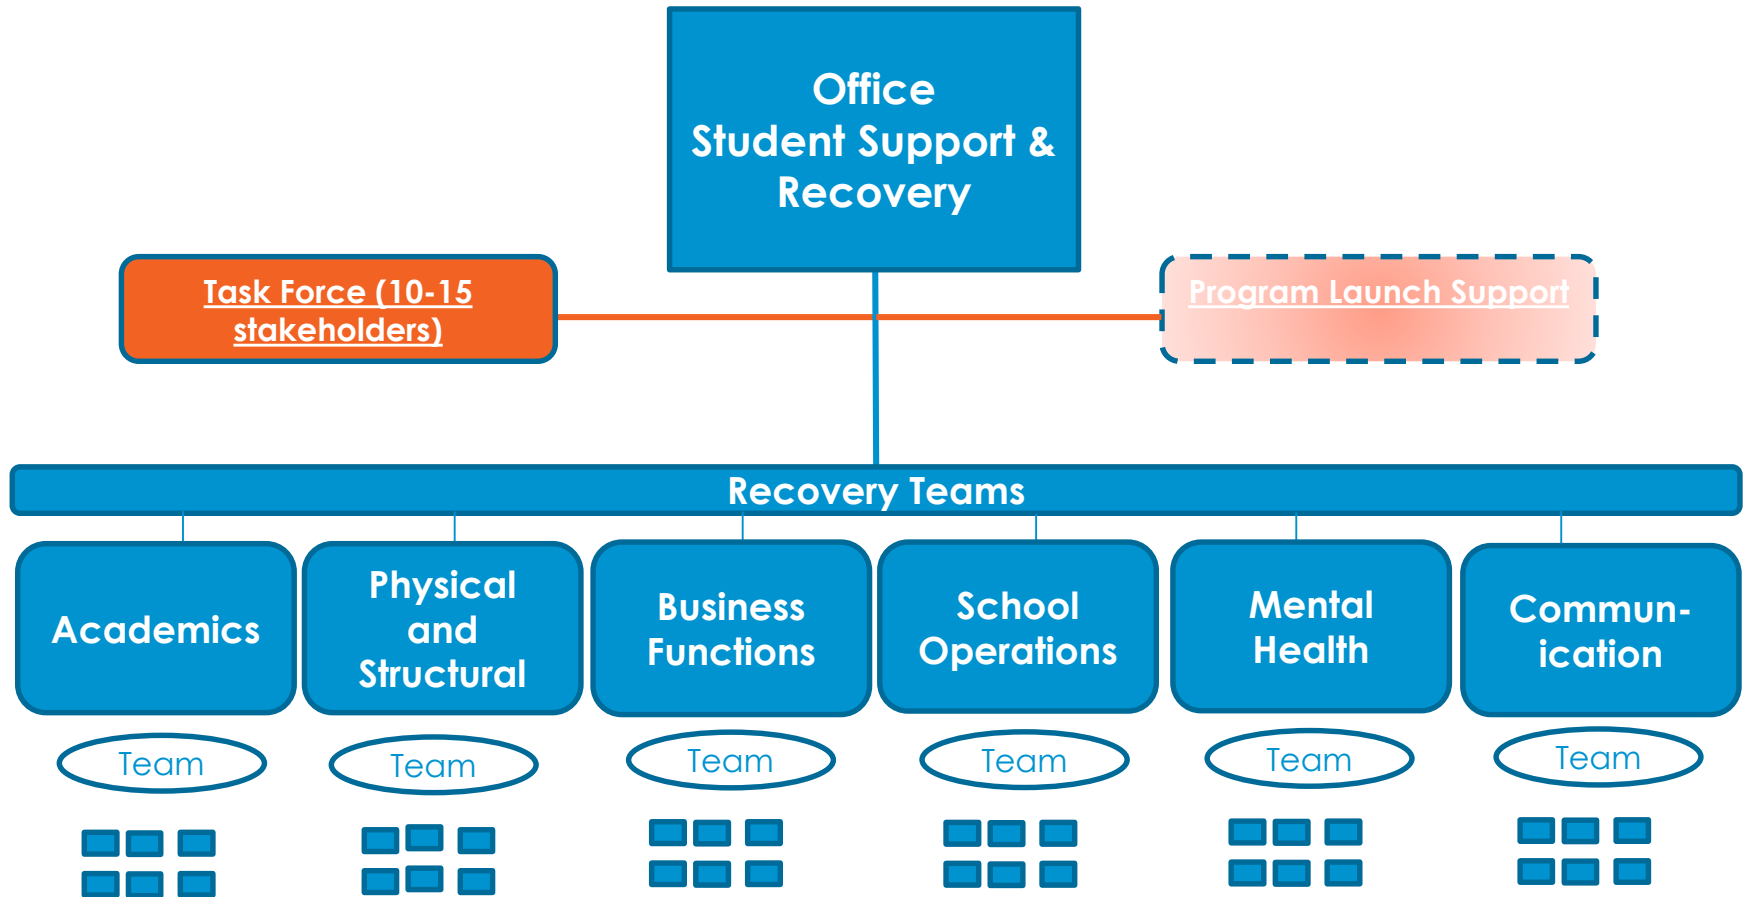 Office
Student Support &
Recovery
Task Force (10-15
stakeholders)
Program Launch Support
Recovery Teams
Academics
Physical
and
Structural
Business
Functions
School
Operations
Mental
Health
Commun-
ication
Team
Team
Team
Team
Team
Team